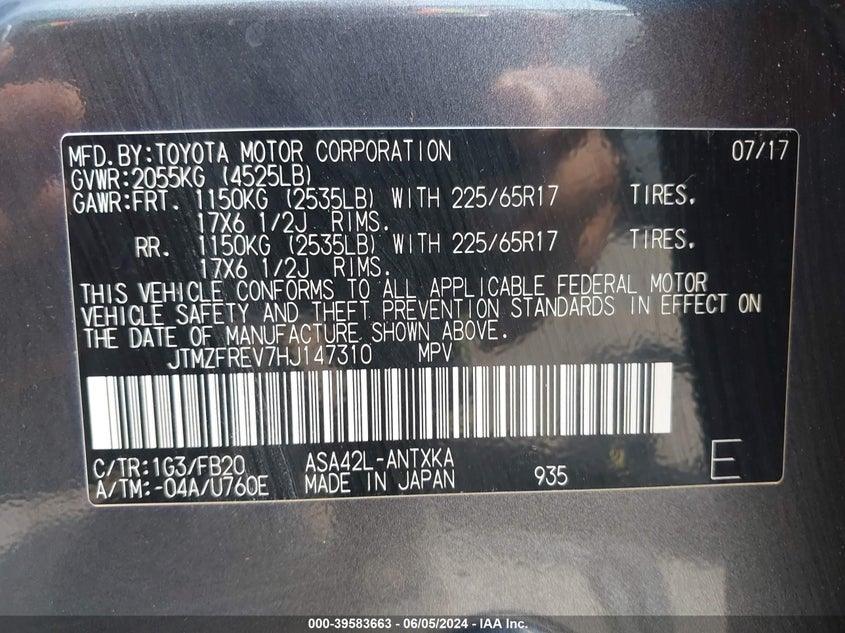 MFD.BY:TOYOTA MOTOR CORPORATION 07/17
GVWR:2055KG (4525LB)
GAWR:FRT. 1150KG (2535LB) WITH 225/65R17 TIRES.
17X6 1/2J RIMS.
RR. 1150KG (2535LB) WITH 225/65R17 TIRES.
17X6 1/2J RIMS.
THIS VEHICLE CONFORMS TO ALL APPLICABLE FEDERAL MOTOR
VEHICLE SAFETY AND THEFT PREVENTION STANDARDS IN EFFECT ON
THE DATE OF MANUFACTURE SHOWN ABOVE.
JTMZFREV7HJ147310 MPV
C/TR:1G3/FB20 ASA42L-ANTXKA E
A/TM:-04A/U760E MADE IN JAPAN 935
000-39583663 - 06/05/2024 - IAA Inc.